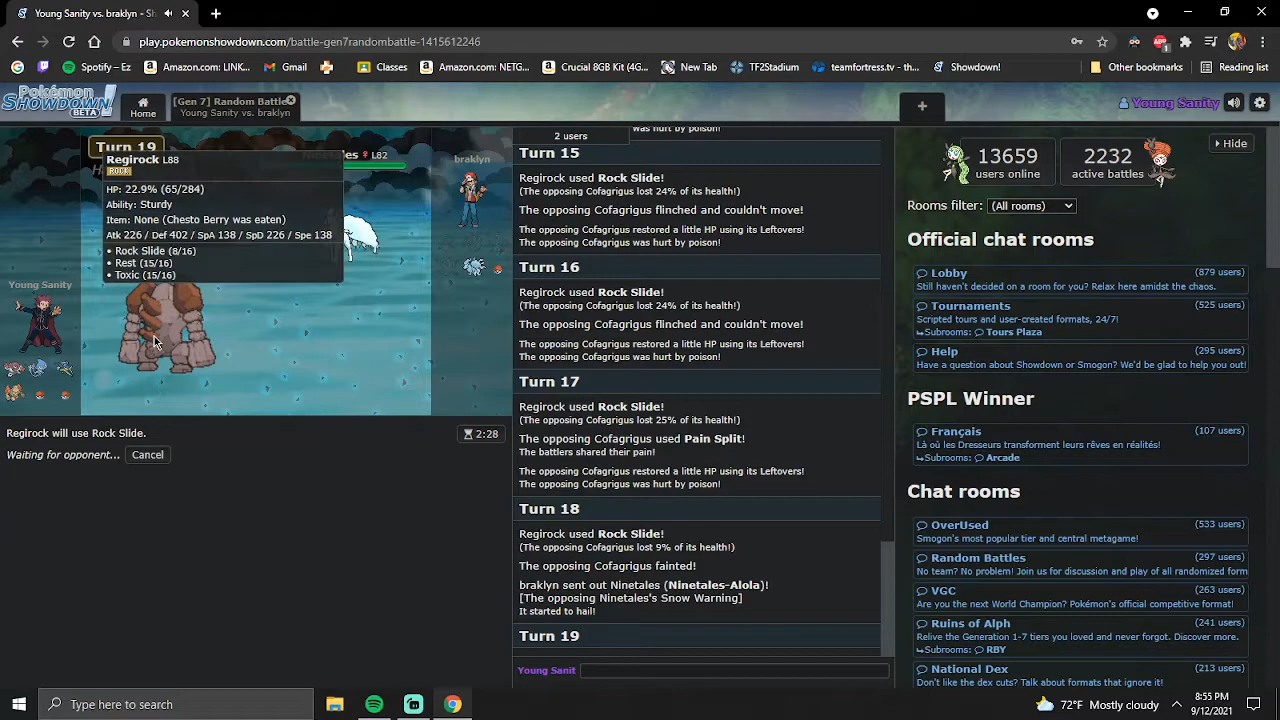 Young Sanity vs. braklyn - Sh
play.pokemonshowdown.com/battle-gen7randombattle-1415612246
Spotify - Ez
Amazon.com: LINK...
Gmail
Classes
Amazon.com: NETG...
Crucial 8GB Kit (4G...
New Tab
TF2Stadium
teamfortress.tv - th...
Showdown!
Other bookmarks
Reading list
Pokémon
SHOWDOWN!
BETA
Home
[Gen 7] Random Battle
Young Sanity vs. braklyn
+
Young Sanity
Turn 19
L82
braklyn
Regirock L88
ROCK
HP: 22.9% (65/284)
Ability: Sturdy
Item: None (Chesto Berry was eaten)
Atk 226 / Def 402 / SpA 138 / SpD 226 / Spe 138
• Rock Slide (8/16)
• Rest (15/16)
• Toxic (15/16)
Young Sanity
Regirock will use Rock Slide.
2:28
Waiting for opponent...
Cancel
2 users
was hurt by poison!
Turn 15
Regirock used Rock Slide!
(The opposing Cofagrigus lost 24% of its health!)
The opposing Cofagrigus flinched and couldn't move!
The opposing Cofagrigus restored a little HP using its Leftovers!
The opposing Cofagrigus was hurt by poison!
Turn 16
Regirock used Rock Slide!
(The opposing Cofagrigus lost 24% of its health!)
The opposing Cofagrigus flinched and couldn't move!
The opposing Cofagrigus restored a little HP using its Leftovers!
The opposing Cofagrigus was hurt by poison!
Turn 17
Regirock used Rock Slide!
(The opposing Cofagrigus lost 25% of its health!)
The opposing Cofagrigus used Pain Split!
The battlers shared their pain!
The opposing Cofagrigus restored a little HP using its Leftovers!
The opposing Cofagrigus was hurt by poison!
Turn 18
Regirock used Rock Slide!
(The opposing Cofagrigus lost 9% of its health!)
The opposing Cofagrigus fainted!
braklyn sent out Ninetales (Ninetales-Alola)!
[The opposing Ninetales's Snow Warning]
It started to hail!
Turn 19
Young Sanit
13659
users online
2232
active battles
Hide
Rooms filter:
(All rooms)
Official chat rooms
Lobby
(879 users)
Still haven't decided on a room for you? Relax here amidst the chaos.
Tournaments
(525 users)
Scripted tours and user-created formats, 24/7!
Subrooms: Tours Plaza
Help
(295 users)
Have a question about Showdown or Smogon? We'd be glad to help you out!
PSPL Winner
Français
(107 users)
Là où les Dresseurs transforment leurs rêves en réalités!
Subrooms: Arcade
Chat rooms
OverUsed
(533 users)
Smogon's most popular tier and central metagame!
Random Battles
(297 users)
No team? No problem! Join us for discussion and play of all randomized form
VGC
(263 users)
Are you the next World Champion? Pokémon's official competitive format!
Ruins of Alph
(241 users)
Relive the Generation 1-7 tiers you loved and never forgot. Discover more.
Subrooms: RBY
National Dex
(213 users)
Don't like the dex cuts? Talk about formats that ignore it!
Type here to search
72°F Mostly cloudy
8:55 PM
9/12/2021